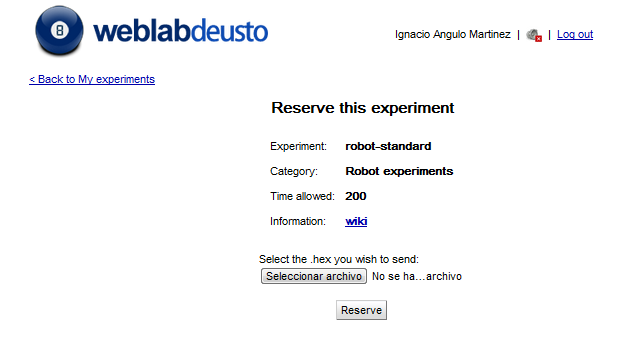 8 weblabdeusto
Ignacio Angulo Martinez | | Log out
< Back to My experiments
Reserve this experiment
Experiment: robot-standard
Category: Robot experiments
Time allowed: 200
Information: wiki
Select the .hex you wish to send:
Seleccionar archivo No se ha...archivo
Reserve